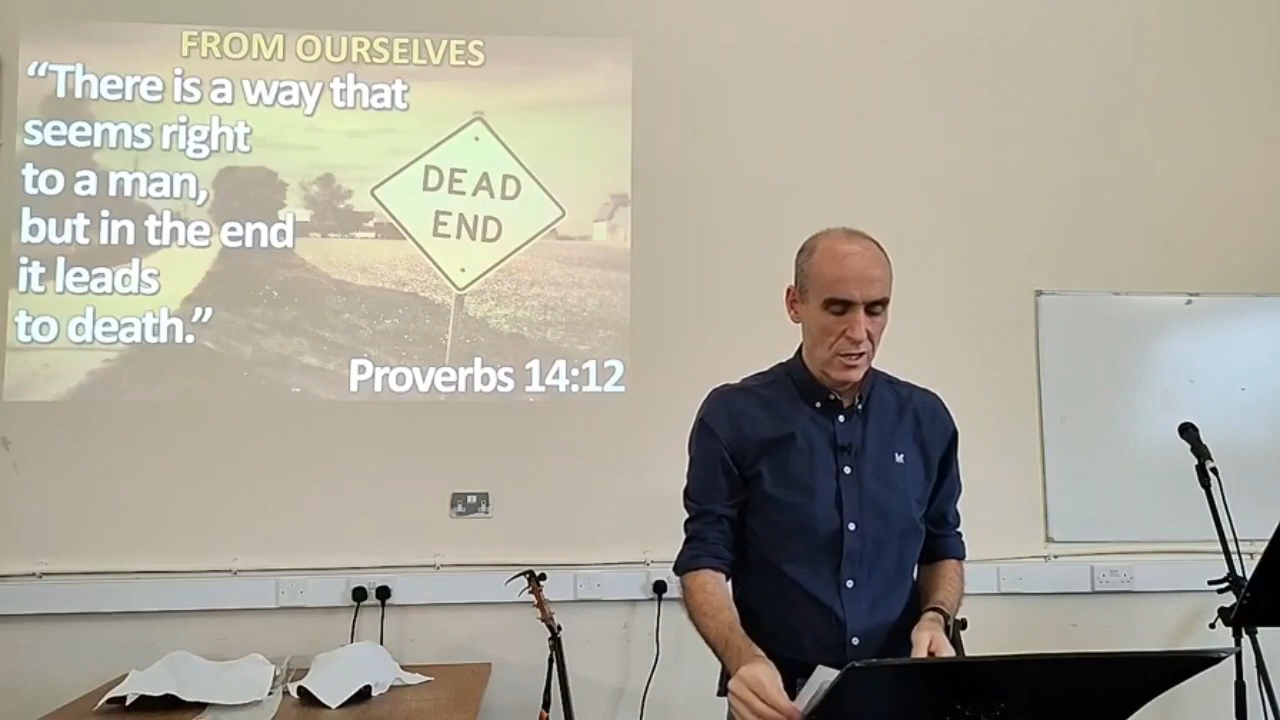 FROM OURSELVES
“There is a way that
seems right
to a man,
but in the end
it leads
to death.”
Proverbs 14:12
DEAD
END